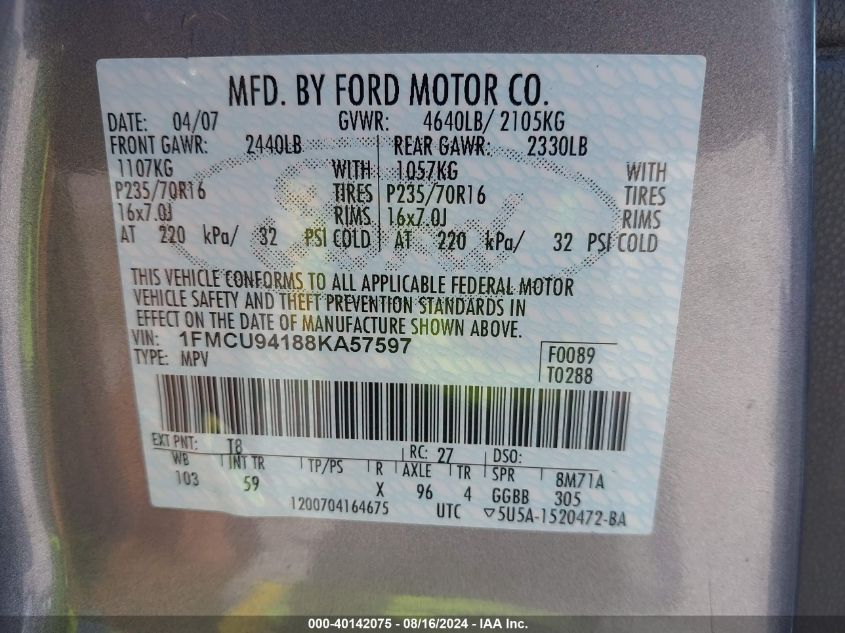 MFD. BY FORD MOTOR CO.
DATE: 04/07 GVWR: 4640LB/ 2105KG
FRONT GAWR: 2440LB REAR GAWR: 2330LB
1107KG WITH 1057KG WITH
P235/70R16 TIRES P235/70R16 TIRES
16x7.0J RIMS 16x7.0J RIMS
AT 220 kPa/ 32 PSI COLD AT 220 kPa/ 32 PSI COLD
THIS VEHICLE CONFORMS TO ALL APPLICABLE FEDERAL MOTOR
VEHICLE SAFETY AND THEFT PREVENTION STANDARDS IN
EFFECT ON THE DATE OF MANUFACTURE SHOWN ABOVE.
VIN: 1FMCU94188KA57597
TYPE: MPV
F0089
T0288
EXT PNT: T8 RC: 27 DSO:
WB INT TR TP/PS R AXLE TR SPR 8M71A
103 59 X 96 4 GGBB 305
1200704164675 UTC ▽5U5A-1520472-BA
000-40142075 - 08/16/2024 - IAA Inc.